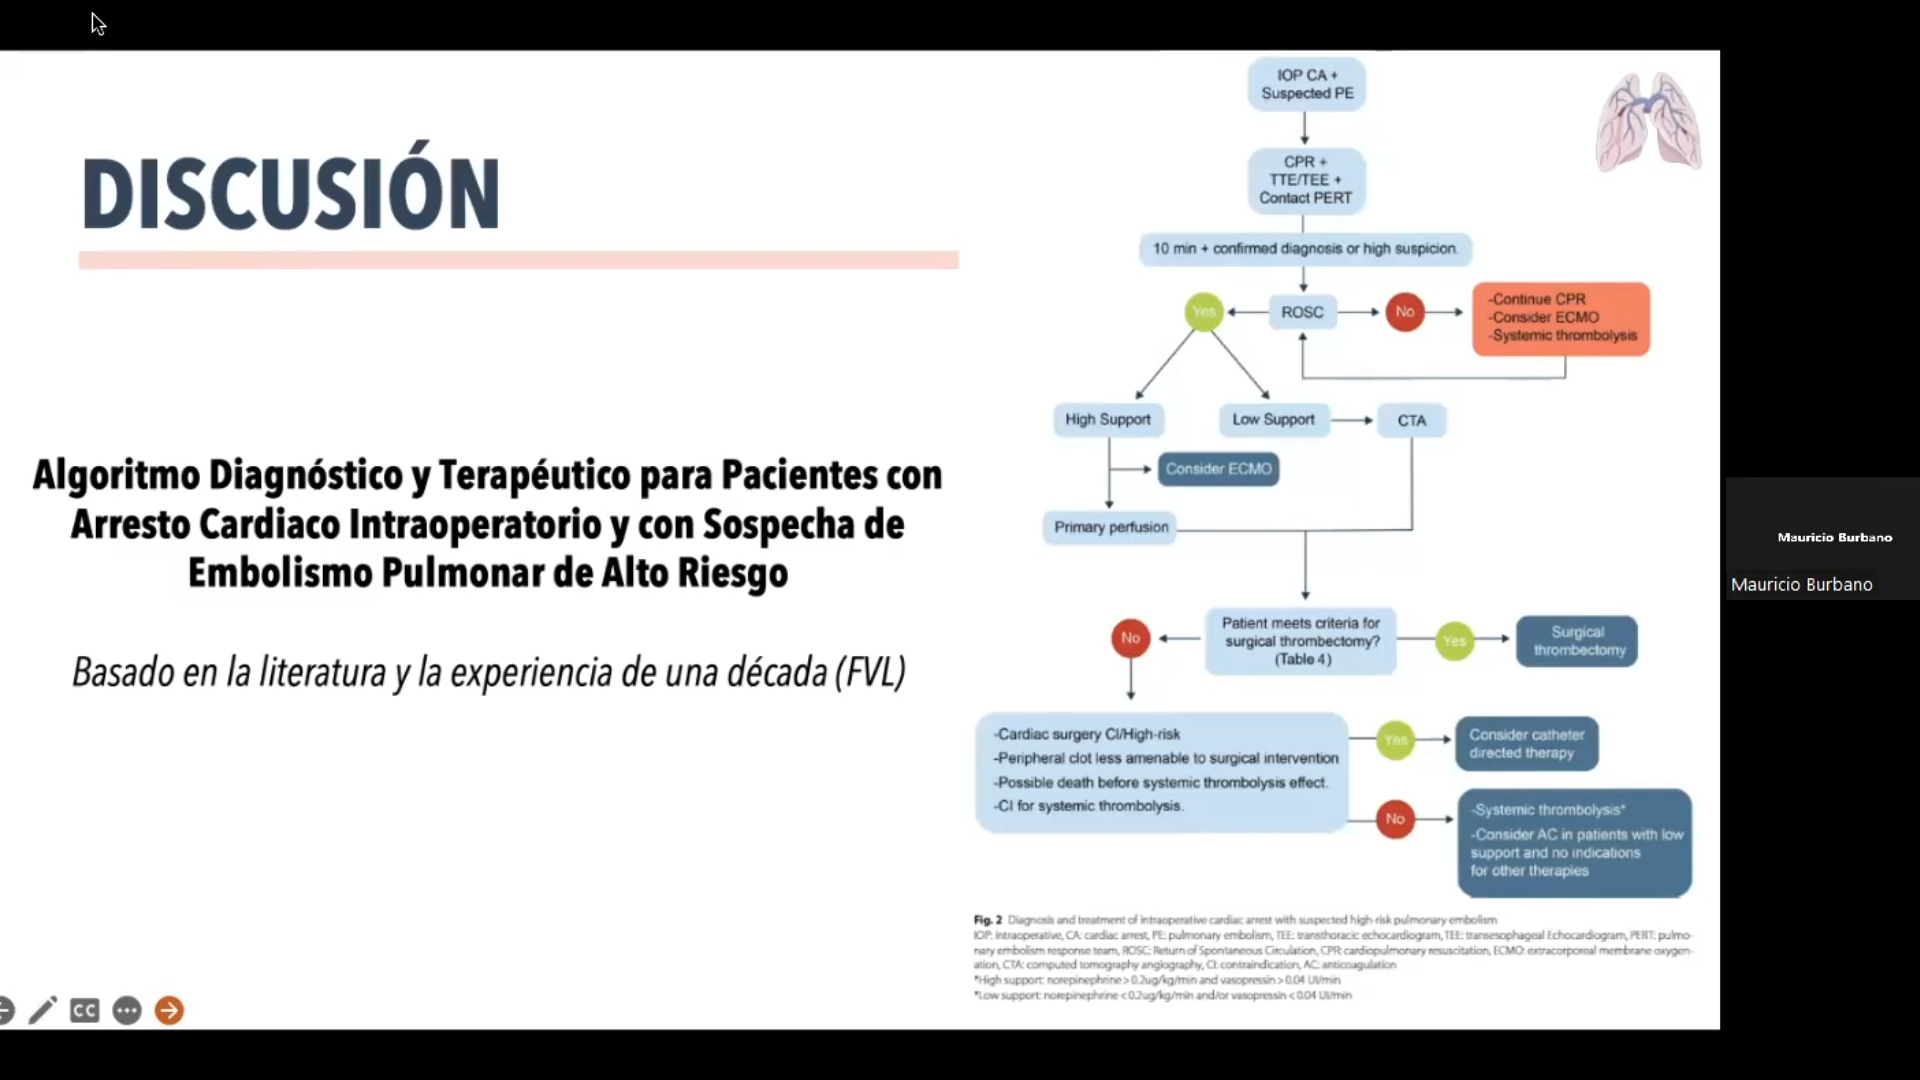 DISCUSIÓN
Algoritmo Diagnóstico y Terapéutico para Pacientes con
Arresto Cardiaco Intraoperatorio y con Sospecha de
Embolismo Pulmonar de Alto Riesgo
Basado en la literatura y la experiencia de una década (FVL)
IOP CA +
Suspected PE
CPR +
TTE/TEE +
Contact PERT
10 min + confirmed diagnosis or high suspicion.
Yes
ROSC
No
-Continue CPR
-Consider ECMO
-Systemic thrombolysis
High Support
Low Support
CTA
Consider ECMO
Primary perfusion
No
Patient meets criteria for
surgical thrombectomy?
(Table 4)
Yes
Surgical
thrombectomy
-Cardiac surgery CI/High-risk
-Peripheral clot less amenable to surgical intervention
-Possible death before systemic thrombolysis effect.
-CI for systemic thrombolysis.
Yes
Consider catheter
directed therapy
No
-Systemic thrombolysis*
-Consider AC in patients with low
support and no indications
for other therapies
Fig. 2 Diagnosis and treatment of intraoperative cardiac arrest with suspected high-risk pulmonary embolism
IOP: intraoperative, CA: cardiac arrest, PE: pulmonary embolism, TEE: transthoracic echocardiogram, TEE: transesophageal Echocardiogram, PERT: pulmo-
nary embolism response team, ROSC: Return of Spontaneous Circulation, CPR: cardiopulmonary resuscitation, ECMO: extracorporeal membrane oxygen-
ation, CTA: computed tomography angiography, CI: contraindication, AC: anticoagulation
*High support: norepinephrine > 0.2ug/kg/min and vasopressin > 0.04 UI/min
*Low support: norepinephrine < 0.2ug/kg/min and/or vasopressin < 0.04 UI/min
Mauricio Burbano
Mauricio Burbano
CC